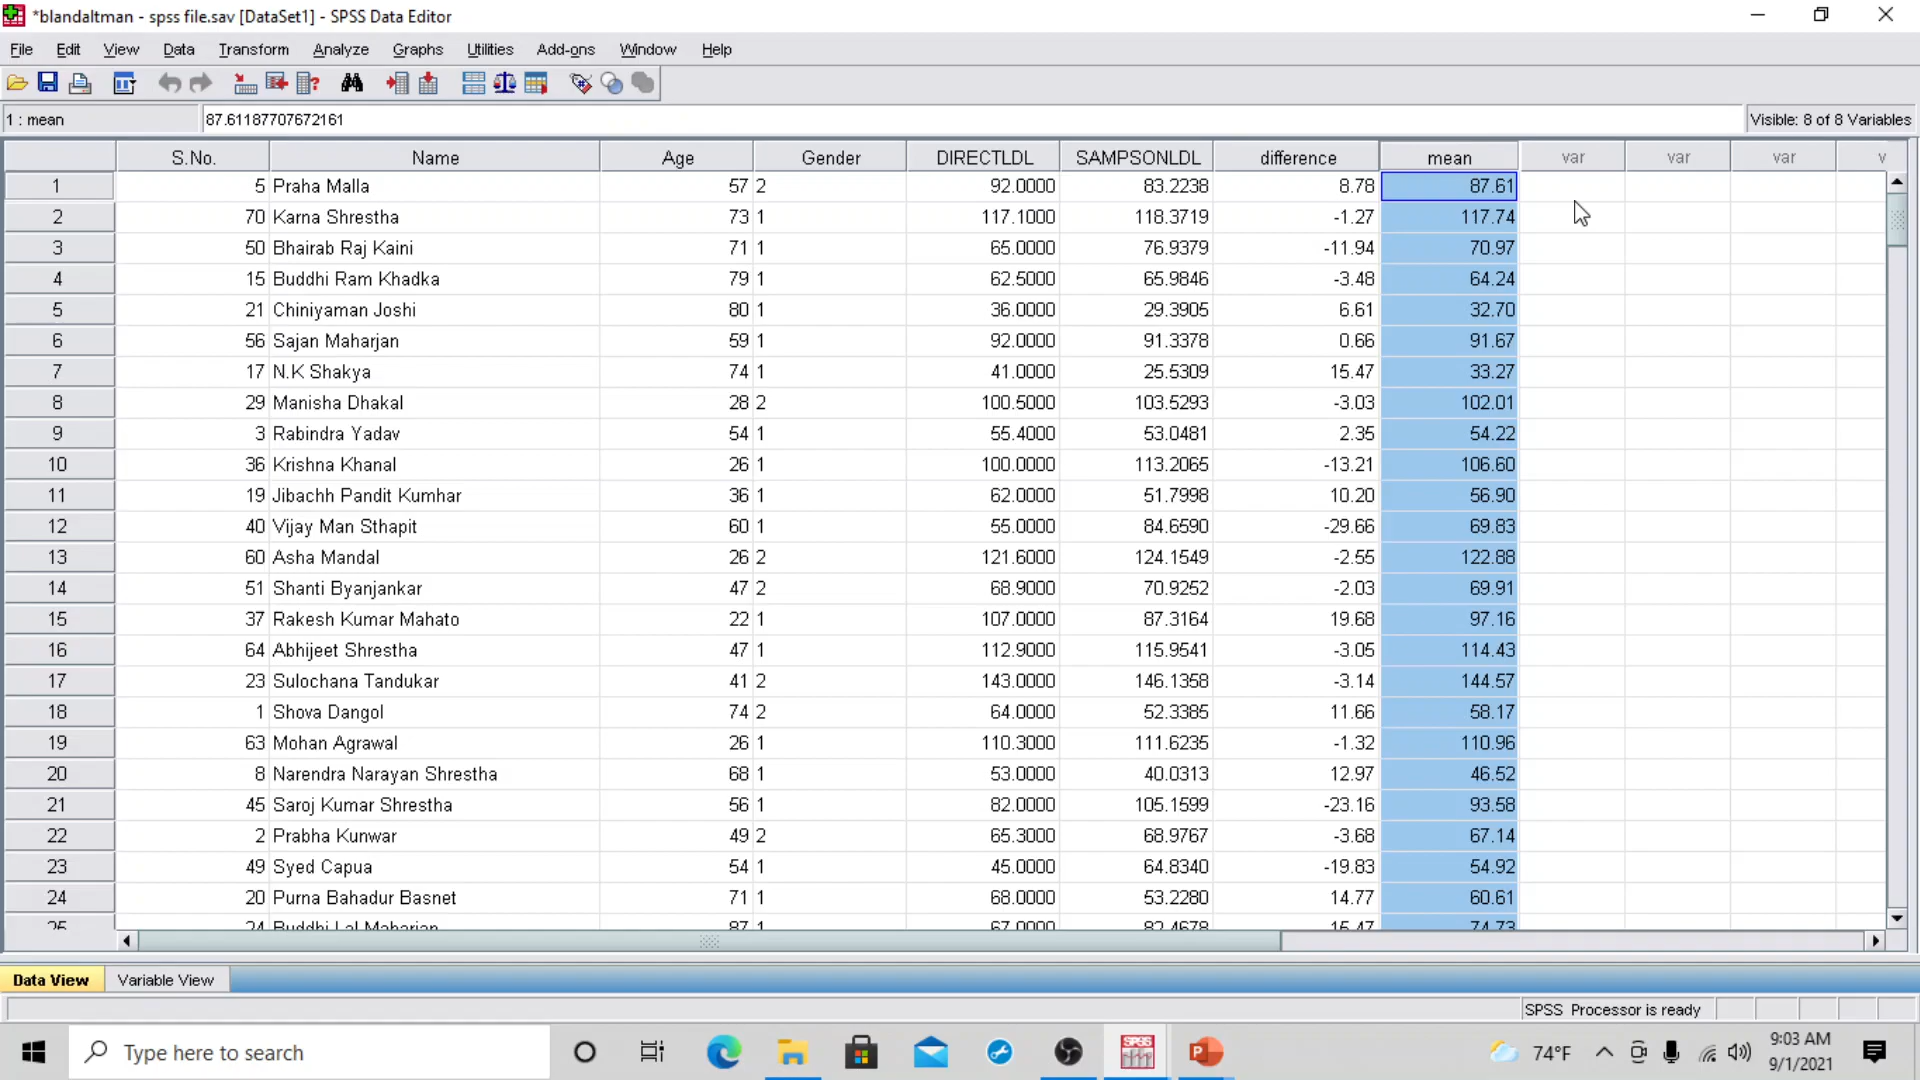 *blandaltman - spss file.sav [DataSet1] - SPSS Data Editor
File Edit View Data Transform Analyze Graphs Utilities Add-ons Window Help
1 : mean 87.61187707672161 Visible: 8 of 8 Variables
S.No. Name Age Gender DIRECTLDL SAMPSONLDL difference mean var var var v
1 5 Praha Malla 57 2 92.0000 83.2238 8.78 87.61
2 70 Karna Shrestha 73 1 117.1000 118.3719 -1.27 117.74
3 50 Bhairab Raj Kaini 71 1 65.0000 76.9379 -11.94 70.97
4 15 Buddhi Ram Khadka 79 1 62.5000 65.9846 -3.48 64.24
5 21 Chiniyaman Joshi 80 1 36.0000 29.3905 6.61 32.70
6 56 Sajan Maharjan 59 1 92.0000 91.3378 0.66 91.67
7 17 N.K Shakya 74 1 41.0000 25.5309 15.47 33.27
8 29 Manisha Dhakal 28 2 100.5000 103.5293 -3.03 102.01
9 3 Rabindra Yadav 54 1 55.4000 53.0481 2.35 54.22
10 36 Krishna Khanal 26 1 100.0000 113.2065 -13.21 106.60
11 19 Jibachh Pandit Kumhar 36 1 62.0000 51.7998 10.20 56.90
12 40 Vijay Man Sthapit 60 1 55.0000 84.6590 -29.66 69.83
13 60 Asha Mandal 26 2 121.6000 124.1549 -2.55 122.88
14 51 Shanti Byanjankar 47 2 68.9000 70.9252 -2.03 69.91
15 37 Rakesh Kumar Mahato 22 1 107.0000 87.3164 19.68 97.16
16 64 Abhijeet Shrestha 47 1 112.9000 115.9541 -3.05 114.43
17 23 Sulochana Tandukar 41 2 143.0000 146.1358 -3.14 144.57
18 1 Shova Dangol 74 2 64.0000 52.3385 11.66 58.17
19 63 Mohan Agrawal 26 1 110.3000 111.6235 -1.32 110.96
20 8 Narendra Narayan Shrestha 68 1 53.0000 40.0313 12.97 46.52
21 45 Saroj Kumar Shrestha 56 1 82.0000 105.1599 -23.16 93.58
22 2 Prabha Kunwar 49 2 65.3000 68.9767 -3.68 67.14
23 49 Syed Capua 54 1 45.0000 64.8340 -19.83 54.92
24 20 Purna Bahadur Basnet 71 1 68.0000 53.2280 14.77 60.61
25 24 Buddhi Lal Maharjan 87 1 67.0000 82.4678 15.47 74.73
Data View Variable View
SPSS Processor is ready
Type here to search 74°F 9:03 AM
9/1/2021